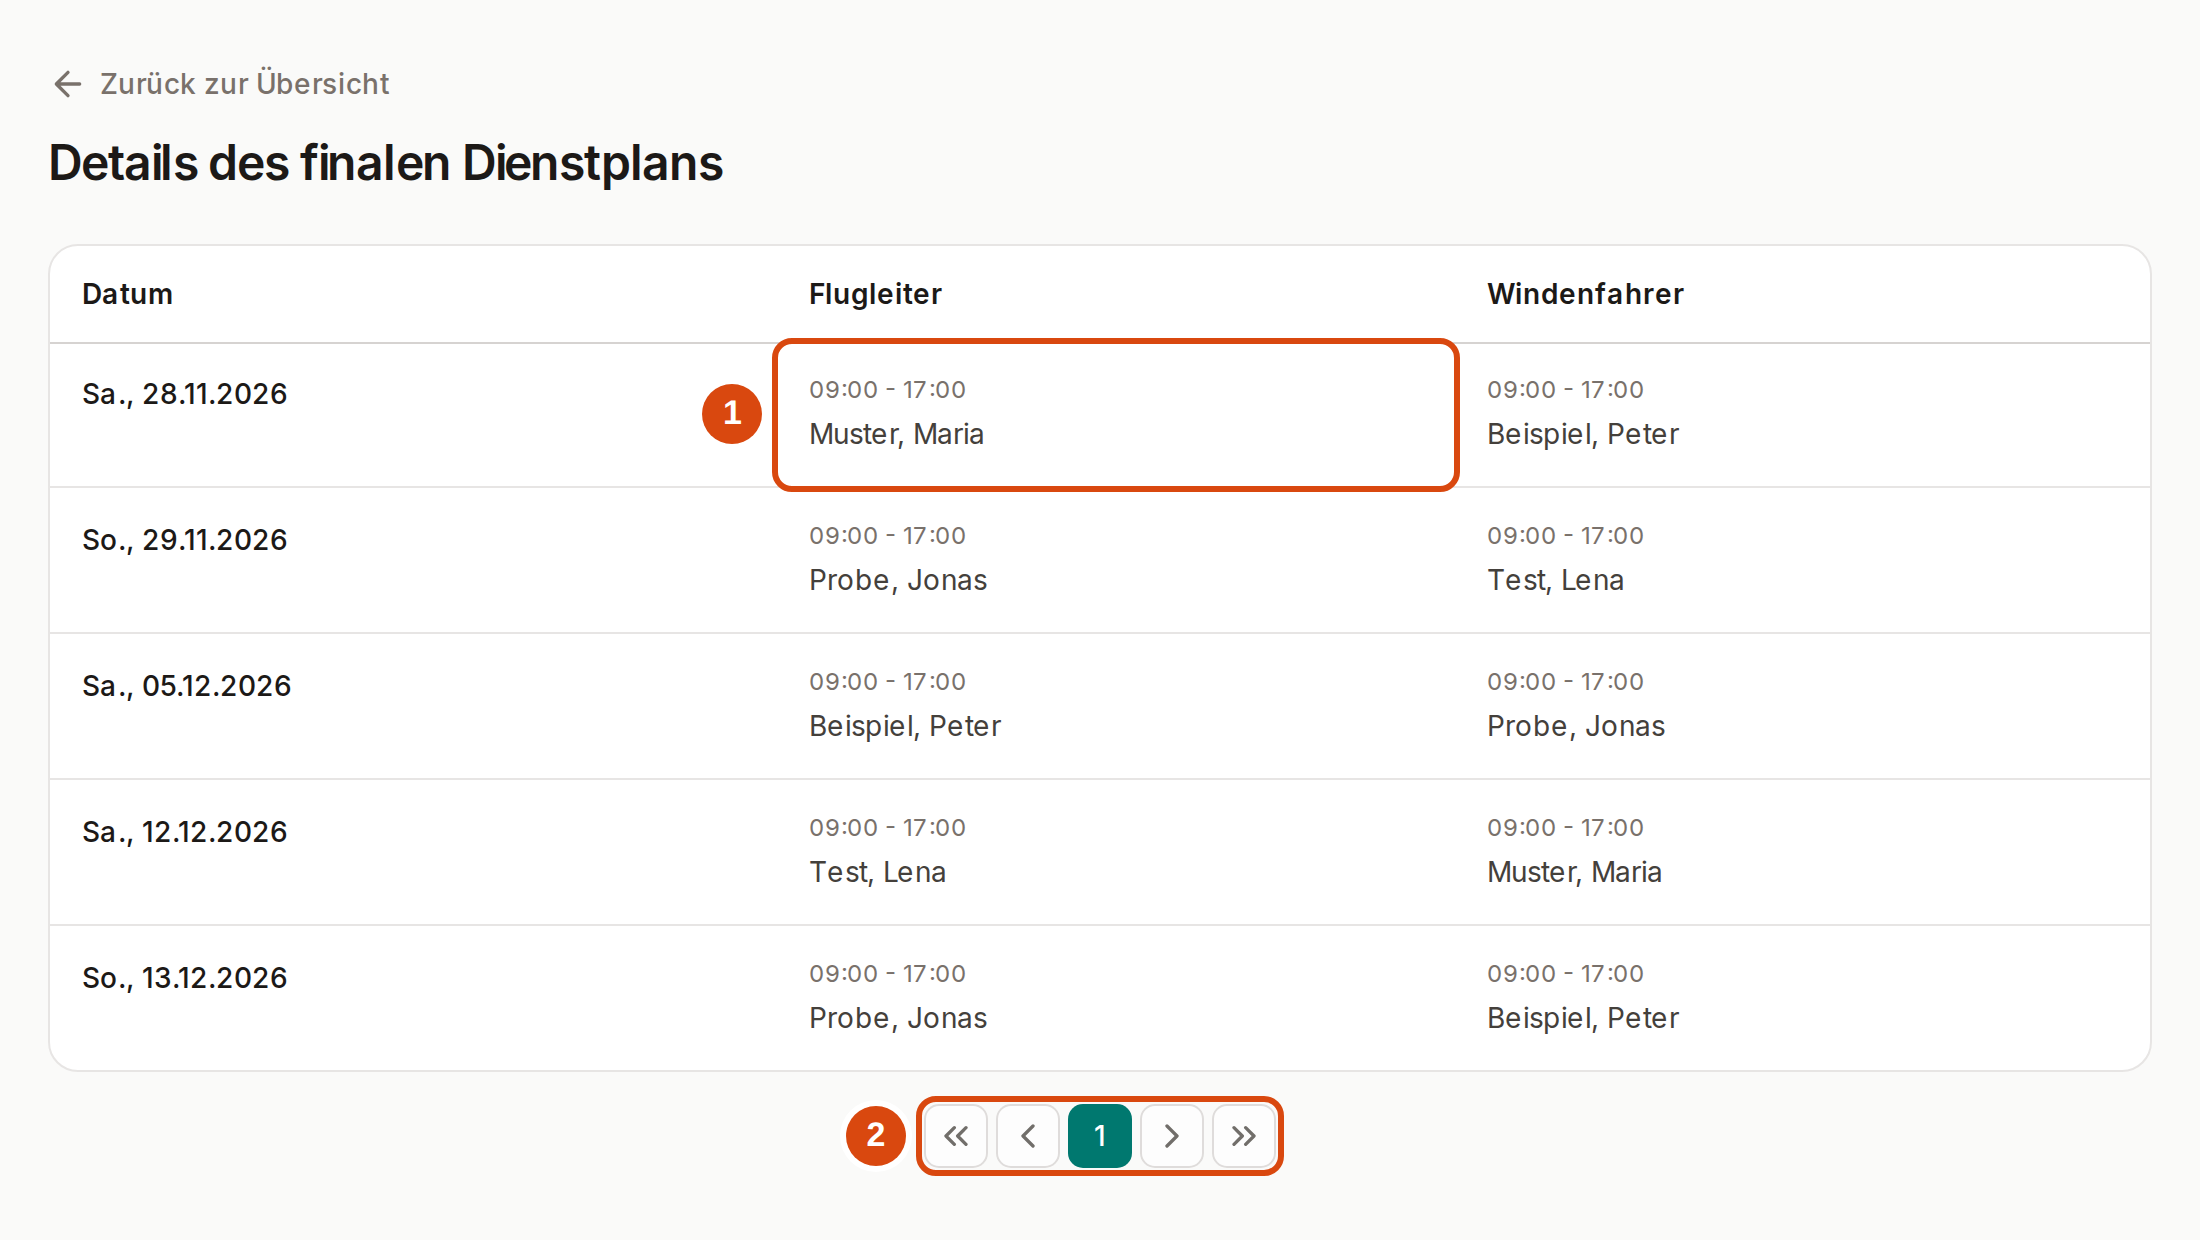 Zurück zur Übersicht
Details des finalen Dienstplans
Datum Flugleiter Windenfahrer
Sa., 28.11.2026 1 09:00 - 17:00 09:00 - 17:00
Muster, Maria Beispiel, Peter
So., 29.11.2026 09:00 - 17:00 09:00 - 17:00
Probe, Jonas Test, Lena
Sa., 05.12.2026 09:00 - 17:00 09:00 - 17:00
Beispiel, Peter Probe, Jonas
Sa., 12.12.2026 09:00 - 17:00 09:00 - 17:00
Test, Lena Muster, Maria
So., 13.12.2026 09:00 - 17:00 09:00 - 17:00
Probe, Jonas Beispiel, Peter
2 1